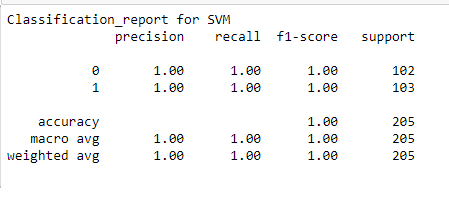 Classification_report for SVM
precision recall f1-score support
0 1.00 1.00 1.00 102
1 1.00 1.00 1.00 103
accuracy 1.00 205
macro avg 1.00 1.00 1.00 205
weighted avg 1.00 1.00 1.00 205